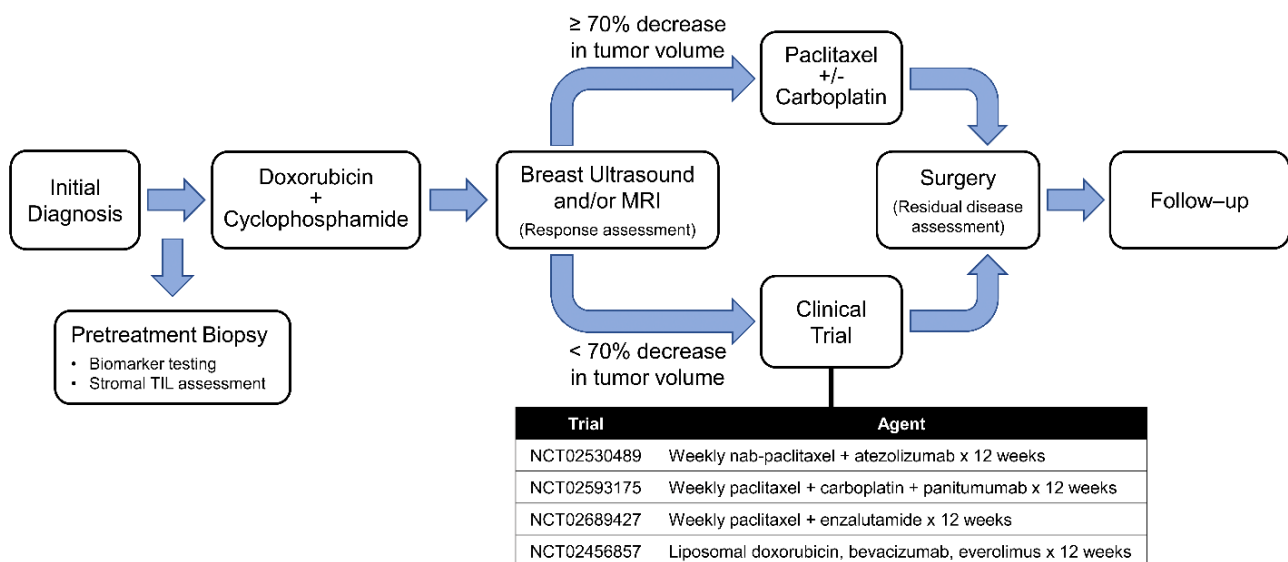 Initial
Diagnosis
Pretreatment Biopsy
• Biomarker testing
• Stromal TIL assessment
Doxorubicin
+
Cyclophosphamide
Breast Ultrasound
and/or MRI
(Response assessment)
≥ 70% decrease
in tumor volume
Paclitaxel
+/-
Carboplatin
< 70% decrease
in tumor volume
Clinical
Trial
Surgery
(Residual disease
assessment)
Follow–up
Trial Agent
NCT02530489 Weekly nab-paclitaxel + atezolizumab x 12 weeks
NCT02593175 Weekly paclitaxel + carboplatin + panitumumab x 12 weeks
NCT02689427 Weekly paclitaxel + enzalutamide x 12 weeks
NCT02456857 Liposomal doxorubicin, bevacizumab, everolimus x 12 weeks